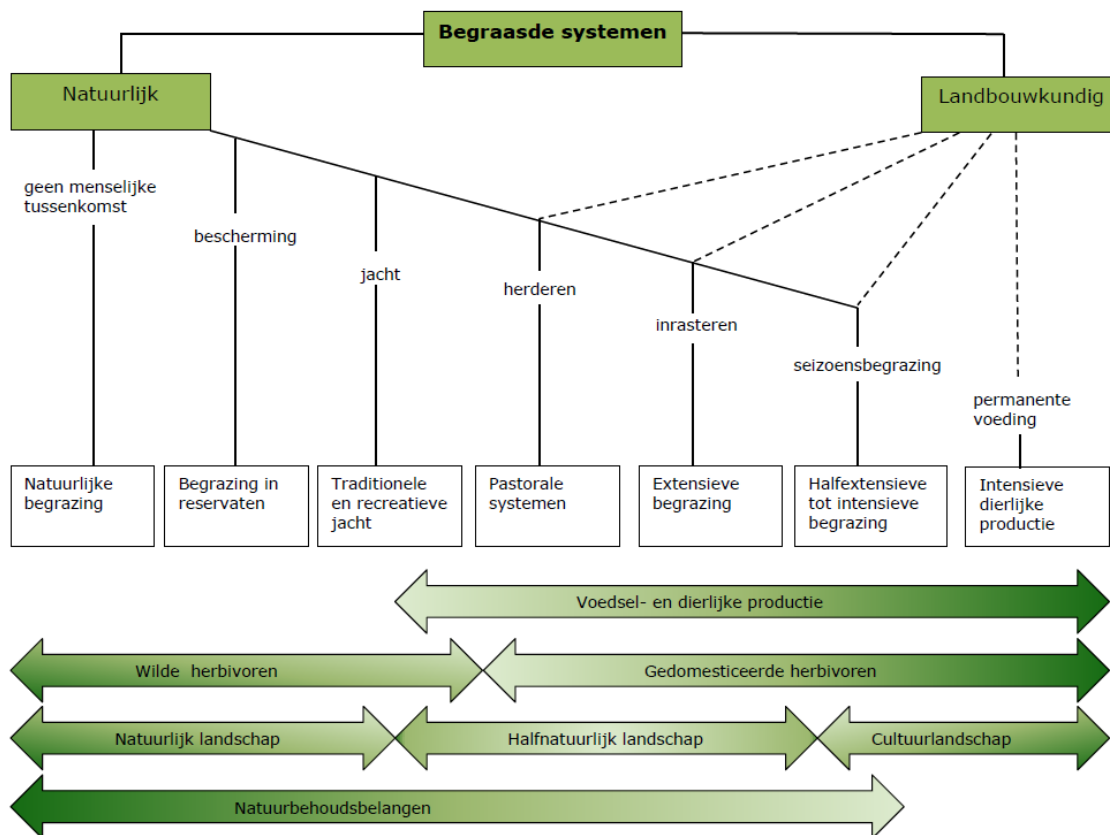 Begraasde systemen
Natuurlijk
Landbouwkundig
geen menselijke
tussenkomst
bescherming
jacht
herderen
inrasteren
seizoensbegrazing
permanente
voeding
Natuurlijke
begrazing
Begrazing in
reservaten
Traditionele
en recreatieve
jacht
Pastorale
systemen
Extensieve
begrazing
Halfextensieve
tot intensieve
begrazing
Intensieve
dierlijke
productie
Voedsel- en dierlijke productie
Wilde herbivoren
Gedomesticeerde herbivoren
Natuurlijk landschap
Halfnatuurlijk landschap
Cultuurlandschap
Natuurbehoudsbelangen